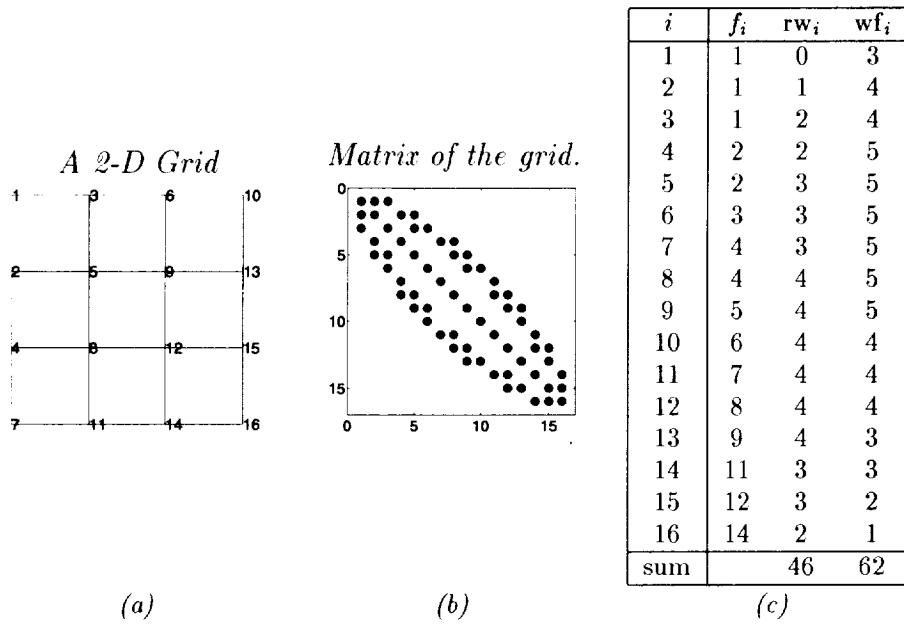 A 2-D Grid
1 3 6 10
2 5 9 13
4 8 12 15
7 11 14 16
(a)
Matrix of the grid.
0
5
10
15
0 5 10 15
(b)
i f_i rw_i wf_i
1 1 0 3
2 1 1 4
3 1 2 4
4 2 2 5
5 2 3 5
6 3 3 5
7 4 3 5
8 4 4 5
9 5 4 5
10 6 4 4
11 7 4 4
12 8 4 4
13 9 4 3
14 11 3 3
15 12 3 2
16 14 2 1
sum 46 62
(c)